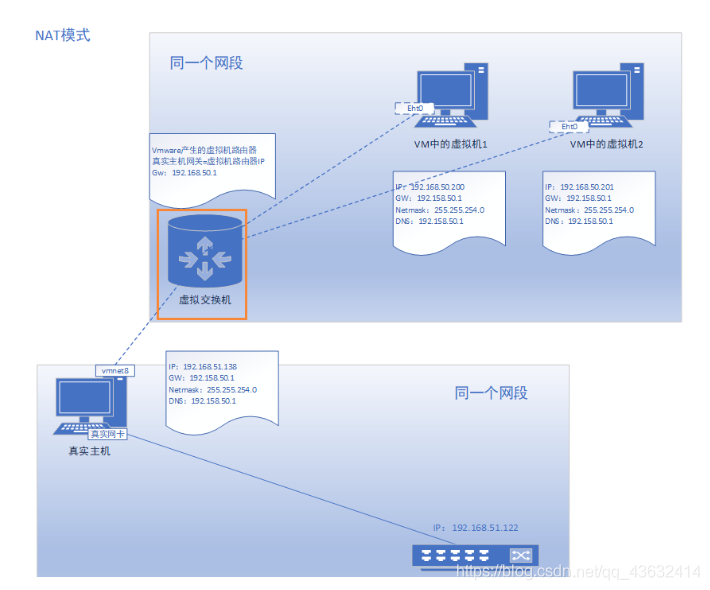 NAT模式
同一个网段
Eht0
Eht0
VM中的虚拟机1
VM中的虚拟机2
Vmware产生的虚拟机路由器
真实主机网关=虚拟机路由器IP
Gw: 192.168.50.1
IP: 192.168.50.200
GW: 192.158.50.1
Netmask: 255.255.254.0
DNS: 192.158.50.1
IP: 192.168.50.201
GW: 192.158.50.1
Netmask: 255.255.254.0
DNS: 192.158.50.1
虚拟交换机
vmnet8
IP: 192.168.51.138
GW: 192.158.50.1
Netmask: 255.255.254.0
DNS: 192.158.50.1
同一个网段
真实网卡
真实主机
IP: 192.168.51.122
https://blog.csdn.net/qq_43632414